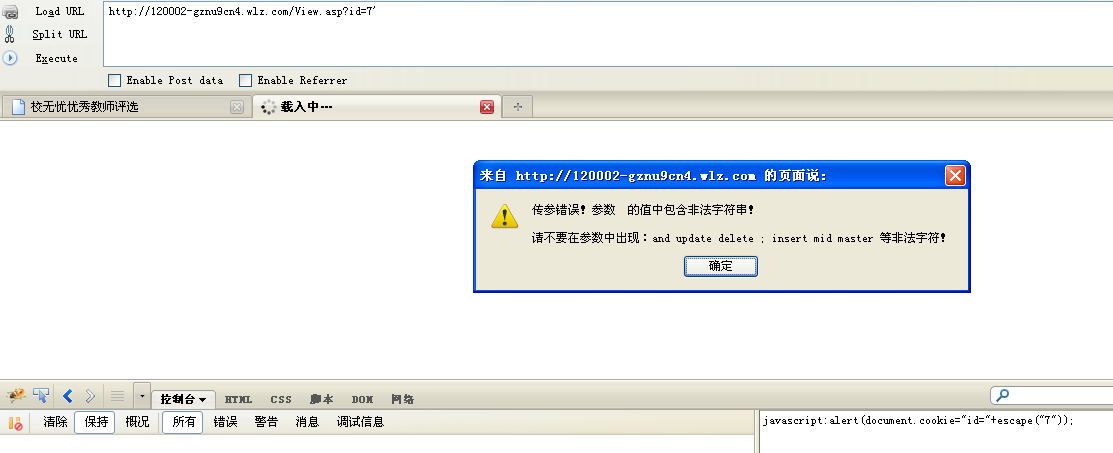 Load URL
http://120002-gznu9cn4.wlz.com/View.asp?id=7'
Split URL
Execute
Enable Post data Enable Referrer
校无忧优秀教师评选 载入中…
来自 http://120002-gznu9cn4.wlz.com 的页面说:
传参错误！参数 的值中包含非法字符串！
请不要在参数中出现：and update delete ; insert mid master 等非法字符！
确定
控制台 HTML CSS 脚本 DOM 网络
清除 保持 概况 所有 错误 警告 消息 调试信息
javascript:alert(document.cookie="id="+escape("7"));